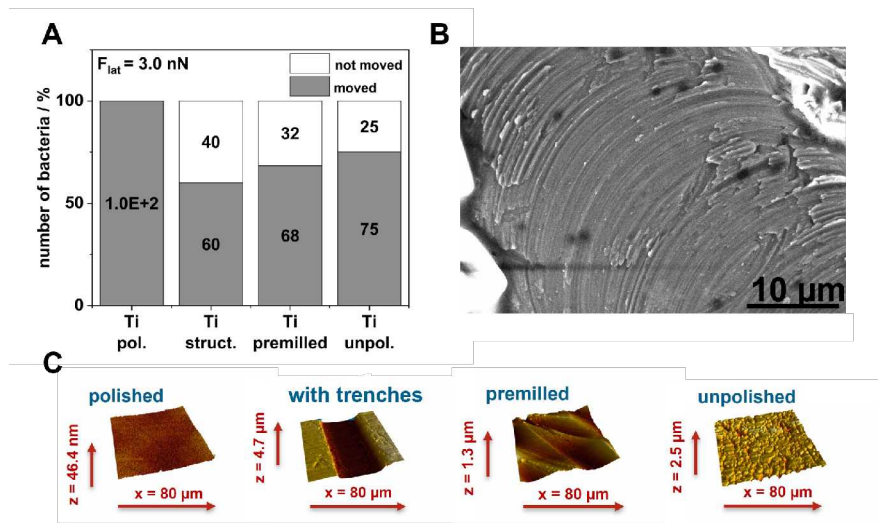 A
F_lat = 3.0 nN
not moved
moved
number of bacteria / %
100
50
0
1.0E+2
40
60
32
68
25
75
Ti pol.
Ti struct.
Ti premilled
Ti unpol.
B
10 µm
C
polished
z = 46.4 nm
x = 80 µm
with trenches
z = 4.7 µm
x = 80 µm
premilled
z = 1.3 µm
x = 80 µm
unpolished
z = 2.5 µm
x = 80 µm